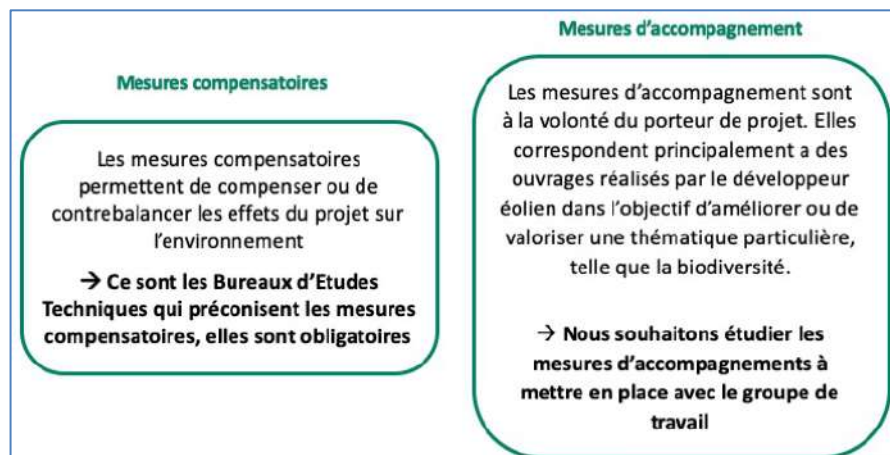 Mesures compensatoires
Les mesures compensatoires
permettent de compenser ou de
contrebalancer les effets du projet sur
l'environnement
→ Ce sont les Bureaux d'Etudes
Techniques qui préconisent les mesures
compensatoires, elles sont obligatoires
Mesures d'accompagnement
Les mesures d'accompagnement sont
à la volonté du porteur de projet. Elles
correspondent principalement a des
ouvrages réalisés par le développeur
éolien dans l'objectif d'améliorer ou de
valoriser une thématique particulière,
telle que la biodiversité.
→ Nous souhaitons étudier les
mesures d'accompagnements à
mettre en place avec le groupe de
travail